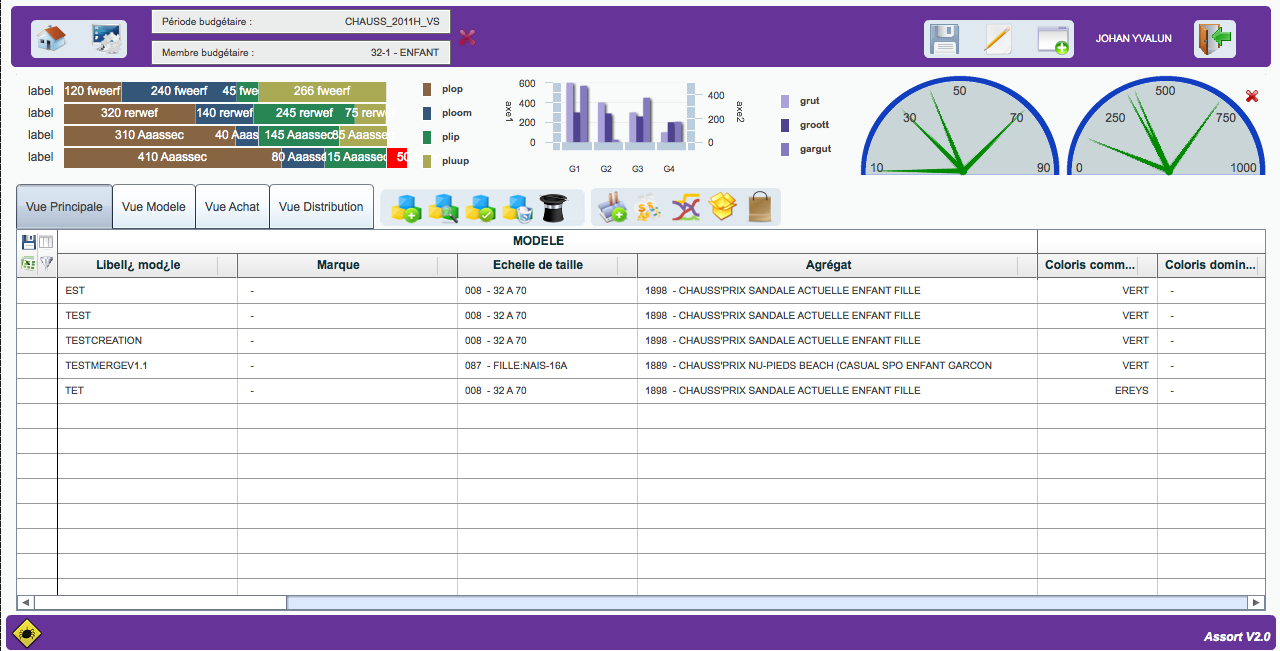 Période budgétaire : CHAUSS_2011H_VS
Membre budgétaire : 32-1 - ENFANT
JOHAN YVALUN
label 120 fweerf 240 fweerf 45 fwe 266 fweerf
label 320 rerwef 140 rerwef 245 rerwef 75 rerw
label 310 Aaassec 40 Aaas 145 Aaassec 85 Aaasse
label 410 Aaassec 80 Aaasse 115 Aaassec 50
plop
ploom
plip
pluup
axe1
600
400
200
0
G1 G2 G3 G4
400
200
0
axe2
grut
groott
gargut
10 30 50 70 90
0 250 500 750 1000
Vue Principale Vue Modele Vue Achat Vue Distribution
MODELE
Libell¿ mod¿le Marque Echelle de taille Agrégat Coloris comm... Coloris domin...
EST - 008 - 32 A 70 1898 - CHAUSS'PRIX SANDALE ACTUELLE ENFANT FILLE VERT -
TEST - 008 - 32 A 70 1898 - CHAUSS'PRIX SANDALE ACTUELLE ENFANT FILLE VERT -
TESTCREATION - 008 - 32 A 70 1898 - CHAUSS'PRIX SANDALE ACTUELLE ENFANT FILLE VERT -
TESTMERGEV1.1 - 087 - FILLE:NAIS-16A 1889 - CHAUSS'PRIX NU-PIEDS BEACH (CASUAL SPO ENFANT GARCON VERT -
TET - 008 - 32 A 70 1898 - CHAUSS'PRIX SANDALE ACTUELLE ENFANT FILLE EREYS -
Assort V2.0